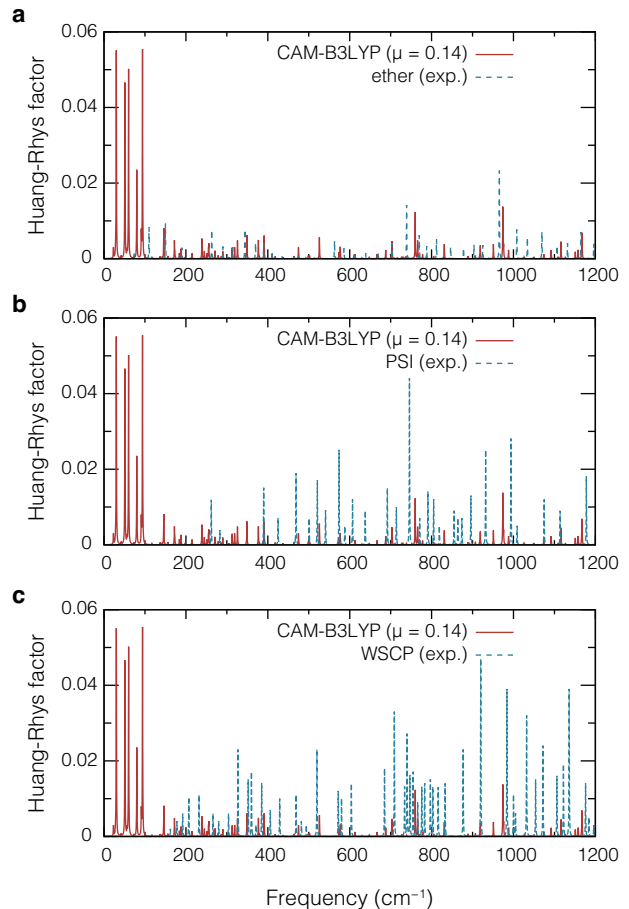 a
0.06
0.04
0.02
0
Huang-Rhys factor
CAM-B3LYP (μ = 0.14)
ether (exp.)
0 200 400 600 800 1000 1200
b
0.06
0.04
0.02
0
Huang-Rhys factor
CAM-B3LYP (μ = 0.14)
PSI (exp.)
0 200 400 600 800 1000 1200
c
0.06
0.04
0.02
0
Huang-Rhys factor
CAM-B3LYP (μ = 0.14)
WSCP (exp.)
0 200 400 600 800 1000 1200
Frequency (cm⁻¹)